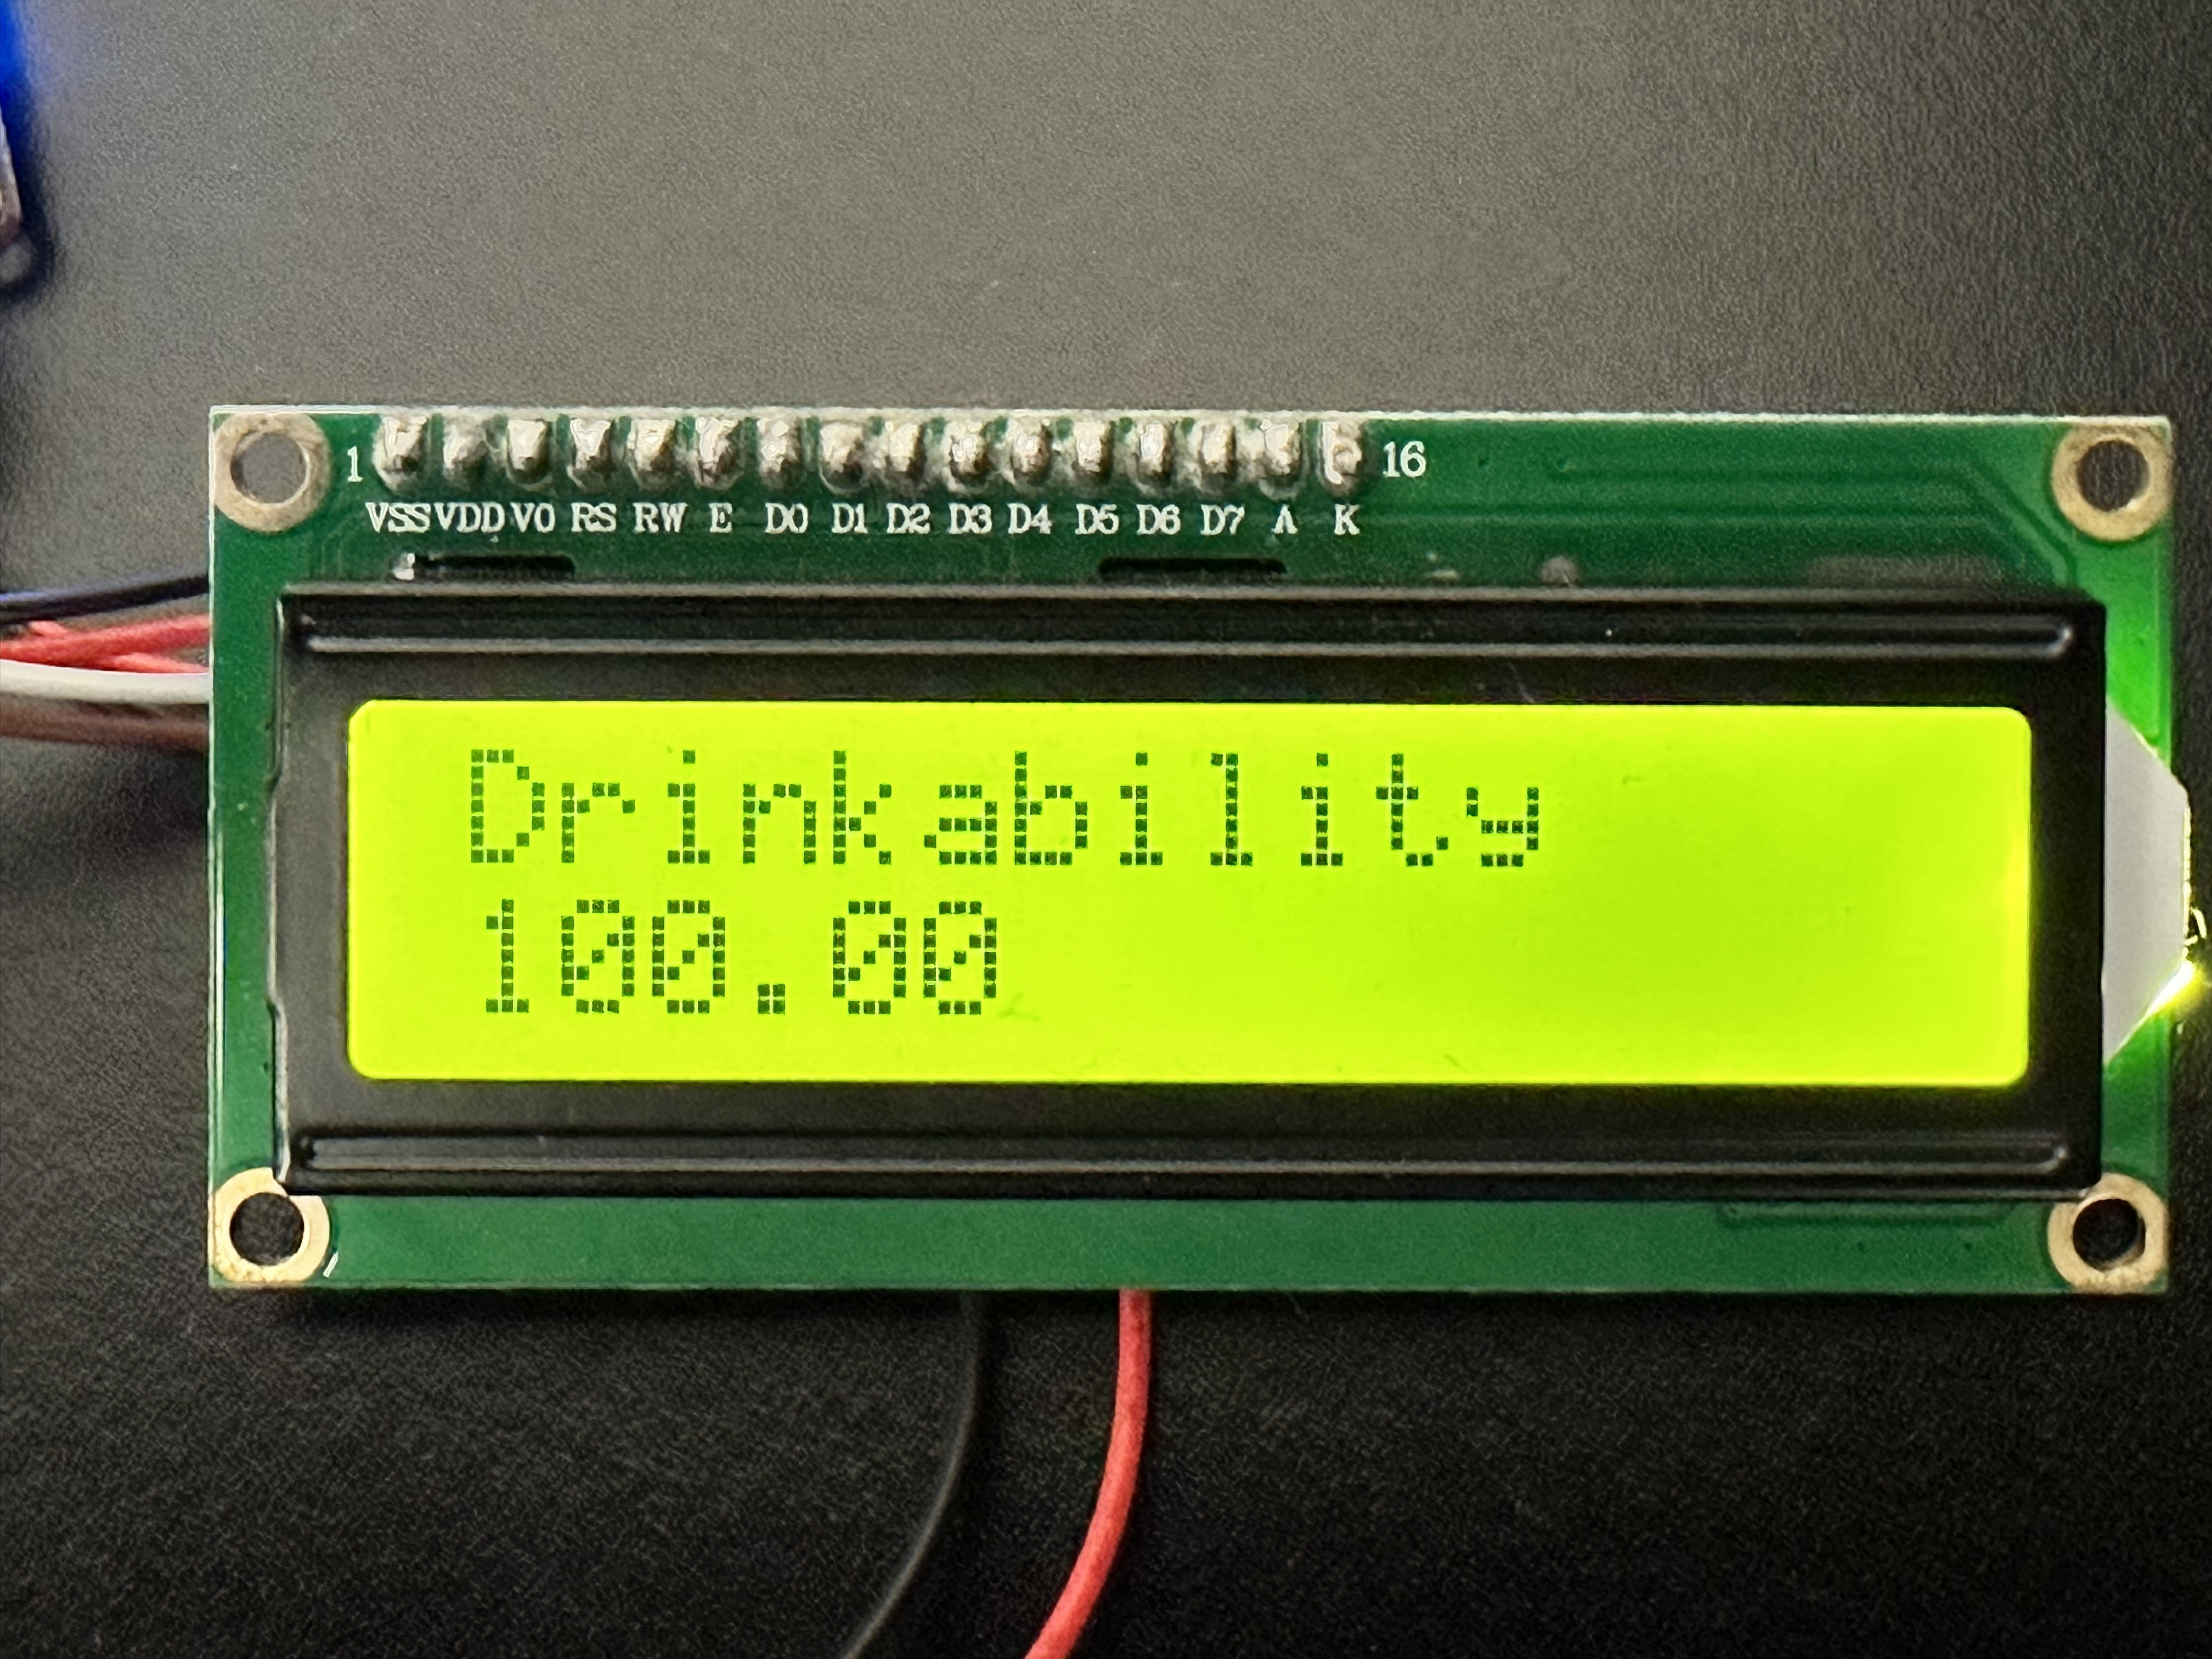 1 16
VSS VDD V0 RS RW E D0 D1 D2 D3 D4 D5 D6 D7 A K
Drinkability
100.00